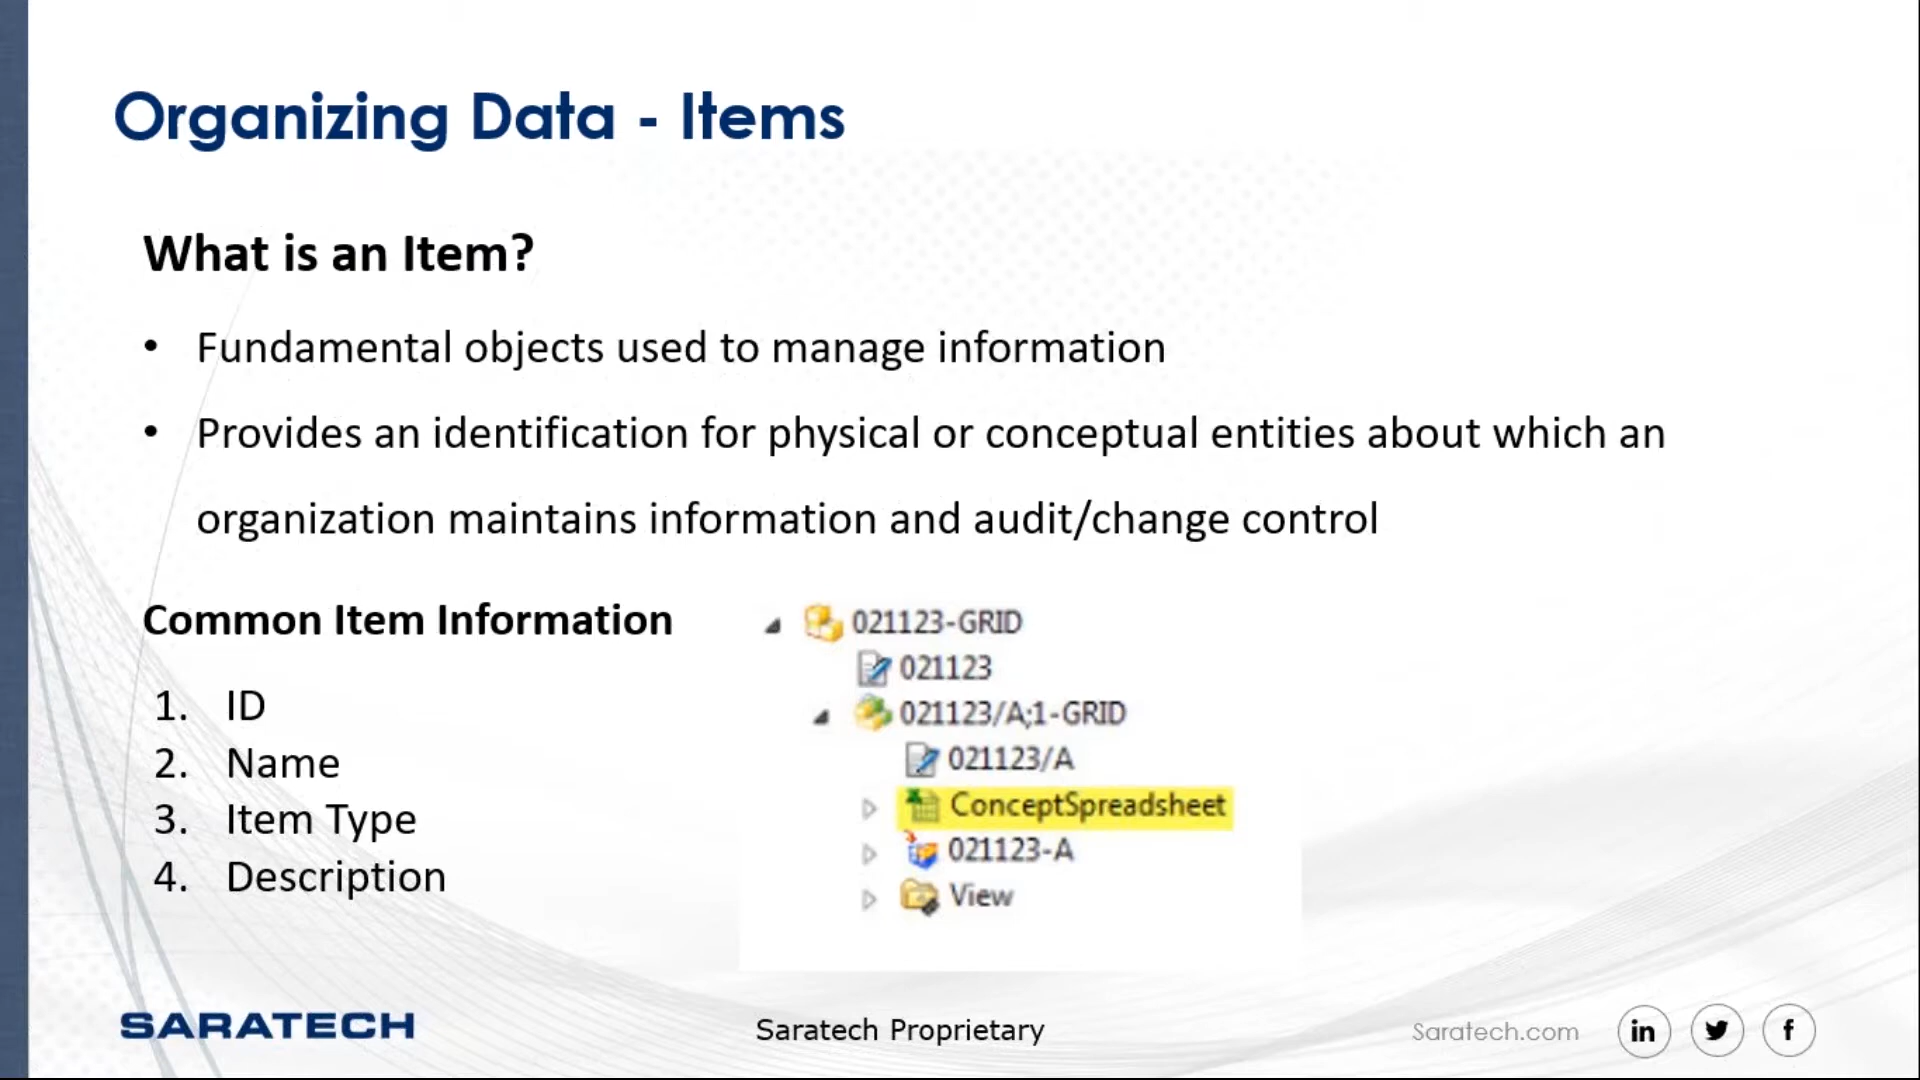 Organizing Data - Items
What is an Item?
• Fundamental objects used to manage information
• Provides an identification for physical or conceptual entities about which an
organization maintains information and audit/change control
Common Item Information
1. ID
2. Name
3. Item Type
4. Description
021123-GRID
021123
021123/A;1-GRID
021123/A
ConceptSpreadsheet
021123-A
View
SARATECH
Saratech Proprietary
Saratech.com
in
f